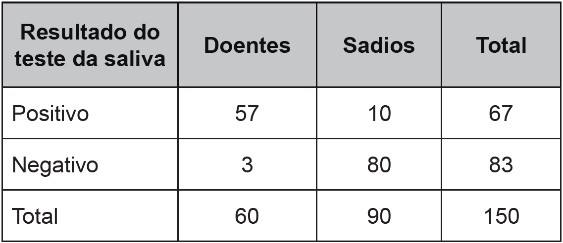 Resultado do
teste da saliva Doentes Sadios Total
Positivo 57 10 67
Negativo 3 80 83
Total 60 90 150